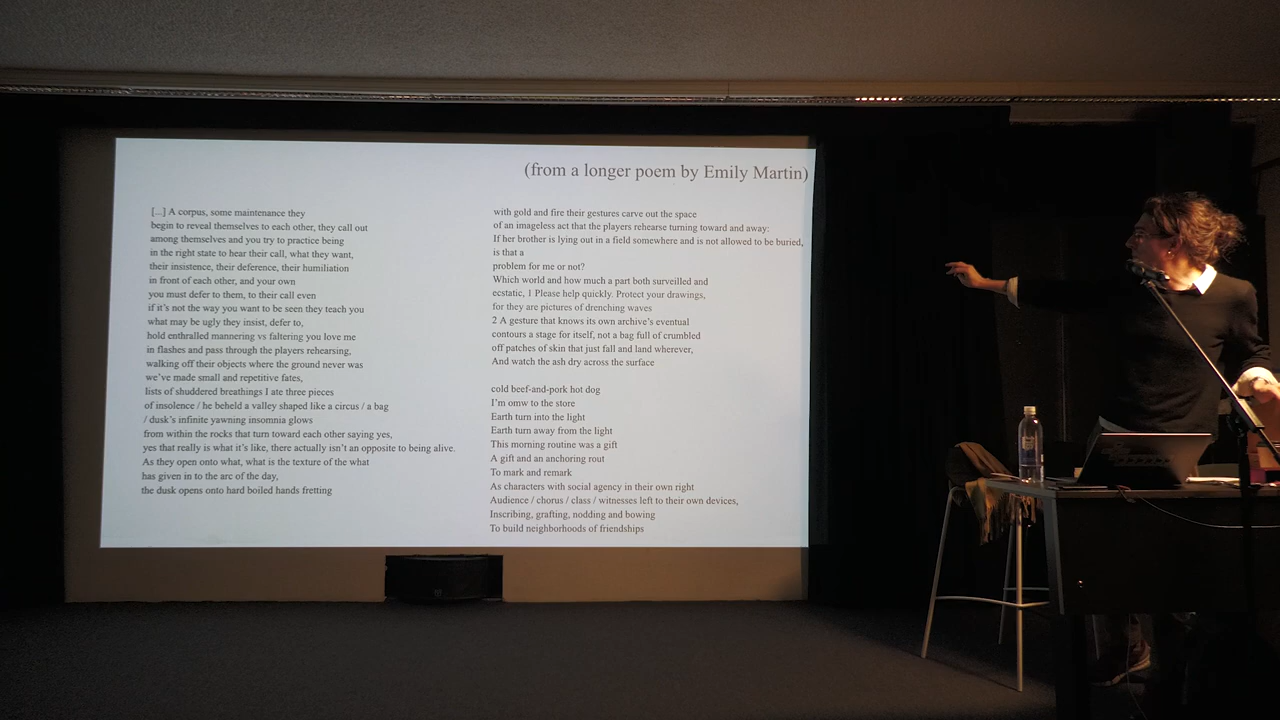 (from a longer poem by Emily Martin)
[...] A corpus, some maintenance they
begin to reveal themselves to each other, they call out
among themselves and you try to practice being
in the right state to hear their call, what they want,
their insistence, their deference, their humiliation
in front of each other, and your own
you must defer to them, to their call even
if it's not the way you want to be seen they teach you
what may be ugly they insist, defer to,
hold enthralled mannering vs faltering you love me
in flashes and pass through the players rehearsing,
walking off their objects where the ground never was
we've made small and repetitive fates,
lists of shuddered breathings I ate three pieces
of insolence / he beheld a valley shaped like a circus / a bag
/ dusk's infinite yawning insomnia glows
from within the rocks that turn toward each other saying yes,
yes that really is what it's like, there actually isn't an opposite to being alive.
As they open onto what, what is the texture of the what
has given in to the arc of the day,
the dusk opens onto hard boiled hands fretting
with gold and fire their gestures carve out the space
of an imageless act that the players rehearse turning toward and away:
If her brother is lying out in a field somewhere and is not allowed to be buried,
is that a
problem for me or not?
Which world and how much a part both surveilled and
ecstatic, 1 Please help quickly. Protect your drawings,
for they are pictures of drenching waves
2 A gesture that knows its own archive's eventual
contours a stage for itself, not a bag full of crumbled
off patches of skin that just fall and land wherever,
And watch the ash dry across the surface
cold beef-and-pork hot dog
I'm omw to the store
Earth turn into the light
Earth turn away from the light
This morning routine was a gift
A gift and an anchoring rout
To mark and remark
As characters with social agency in their own right
Audience / chorus / class / witnesses left to their own devices,
Inscribing, grafting, nodding and bowing
To build neighborhoods of friendships